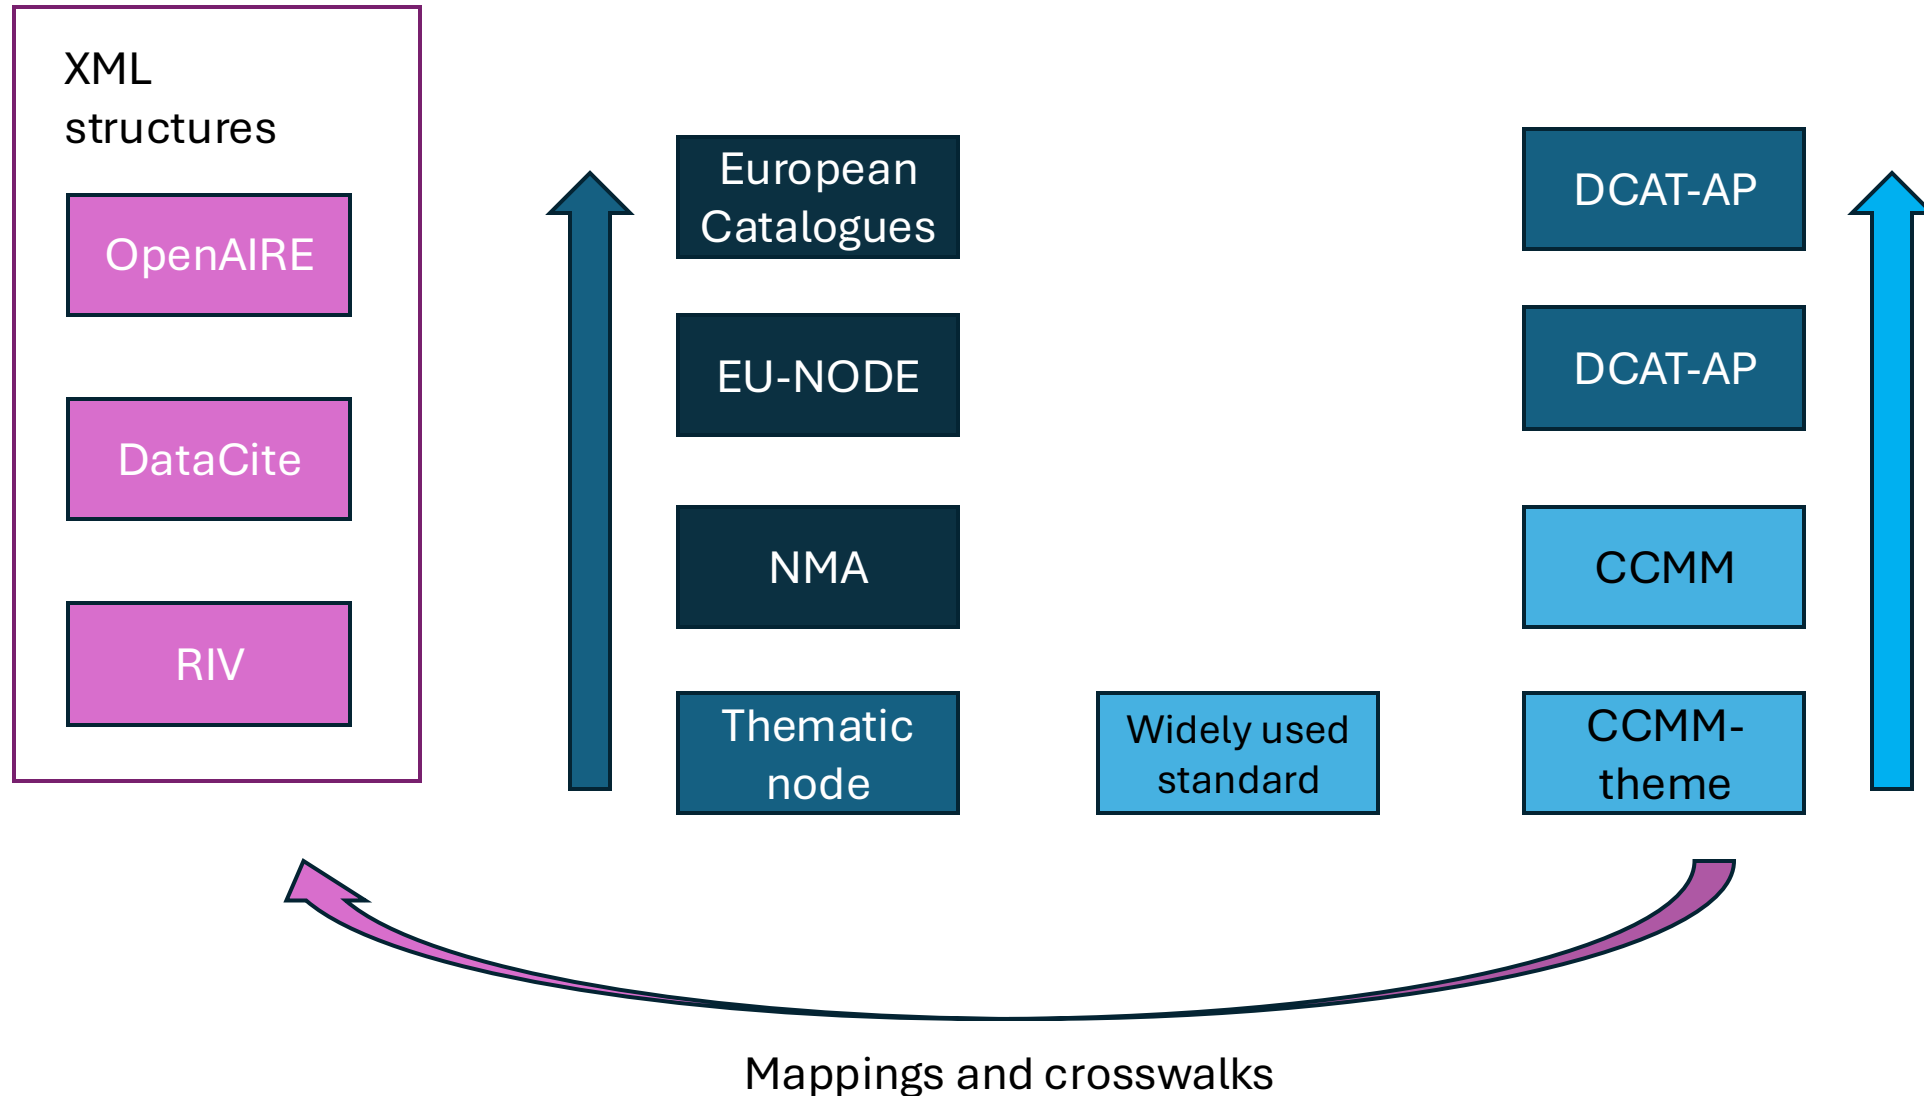 XML
structures
OpenAIRE
DataCite
RIV
European
Catalogues
EU-NODE
NMA
Thematic
node
Widely used
standard
DCAT-AP
DCAT-AP
CCMM
CCMM-
theme
Mappings and crosswalks